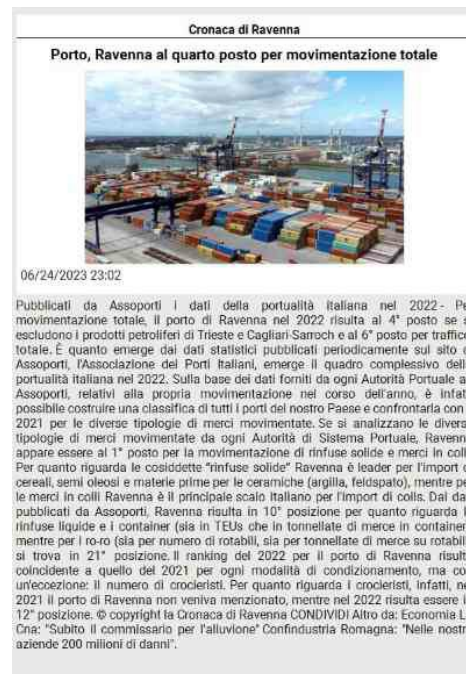 Cronaca di Ravenna
Porto, Ravenna al quarto posto per movimentazione totale
06/24/2023 23:02
Pubblicati da Assoporti i dati della portualità italiana nel 2022 - Pe
movimentazione totale, il porto di Ravenna nel 2022 risulta al 4° posto se s
escludono i prodotti petroliferi di Trieste e Cagliari-Sarroch e al 6° posto per traffico
totale. È quanto emerge dai dati statistici pubblicati periodicamente sul sito d
Assoporti, l'Associazione dei Porti Italiani, emerge il quadro complessivo dell
portualità italiana nel 2022. Sulla base dei dati forniti da ogni Autorità Portuale a
Assoporti, relativi alla propria movimentazione nel corso dell'anno, è infat
possibile costruire una classifica di tutti i porti del nostro Paese e confrontarla con
2021 per le diverse tipologie di merci movimentate. Se si analizzano le divers
tipologie di merci movimentate da ogni Autorità di Sistema Portuale, Ravenn
appare essere al 1° posto per la movimentazione di rinfuse solide e merci in coll
Per quanto riguarda le cosiddette "rinfuse solide" Ravenna è leader per l'import d
cereali, semi oleosi e materie prime per le ceramiche (argilla, feldspato), mentre pe
le merci in colli Ravenna è il principale scalo italiano per l'import di coils. Dai da
pubblicati da Assoporti, Ravenna risulta in 10° posizione per quanto riguarda l
rinfuse liquide e i container (sia in TEUs che in tonnellate di merce in container
mentre per i ro-ro (sia per numero di rotabili, sia per tonnellate di merce su rotabil
si trova in 21° posizione. Il ranking del 2022 per il porto di Ravenna risult
coincidente a quello del 2021 per ogni modalità di condizionamento, ma co
un'eccezione: il numero di crocieristi. Per quanto riguarda i crocieristi, infatti, ne
2021 il porto di Ravenna non veniva menzionato, mentre nel 2022 risulta essere i
12° posizione. © copyright la Cronaca di Ravenna CONDIVIDI Altro da: Economia L
Cna: "Subito il commissario per l'alluvione" Confindustria Romagna: "Nelle nostr
aziende 200 milioni di danni".